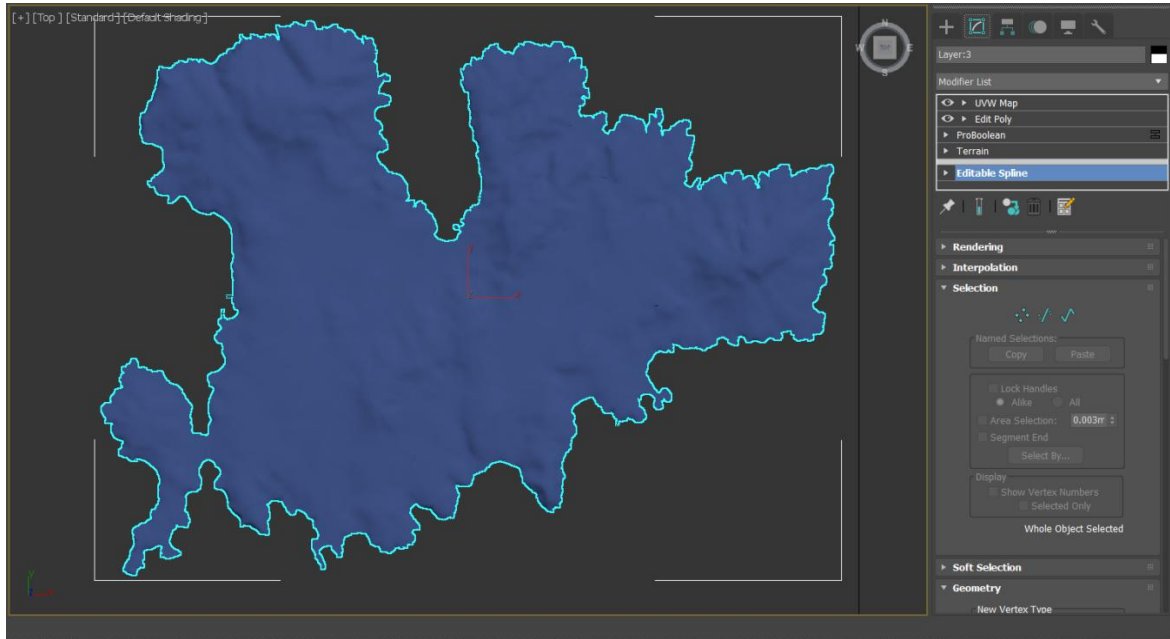 [+] [Top ] [Standard ] [Default Shading ]
N
W
E
S
TOP
y
x
Layer:3
Modifier List
UVW Map
Edit Poly
ProBoolean
Terrain
Editable Spline
Rendering
Interpolation
Selection
Named Selections:
Copy Paste
Lock Handles
Alike All
Area Selection: 0.003m
Segment End
Select By...
Display
Show Vertex Numbers
Selected Only
Whole Object Selected
Soft Selection
Geometry
New Vertex Type